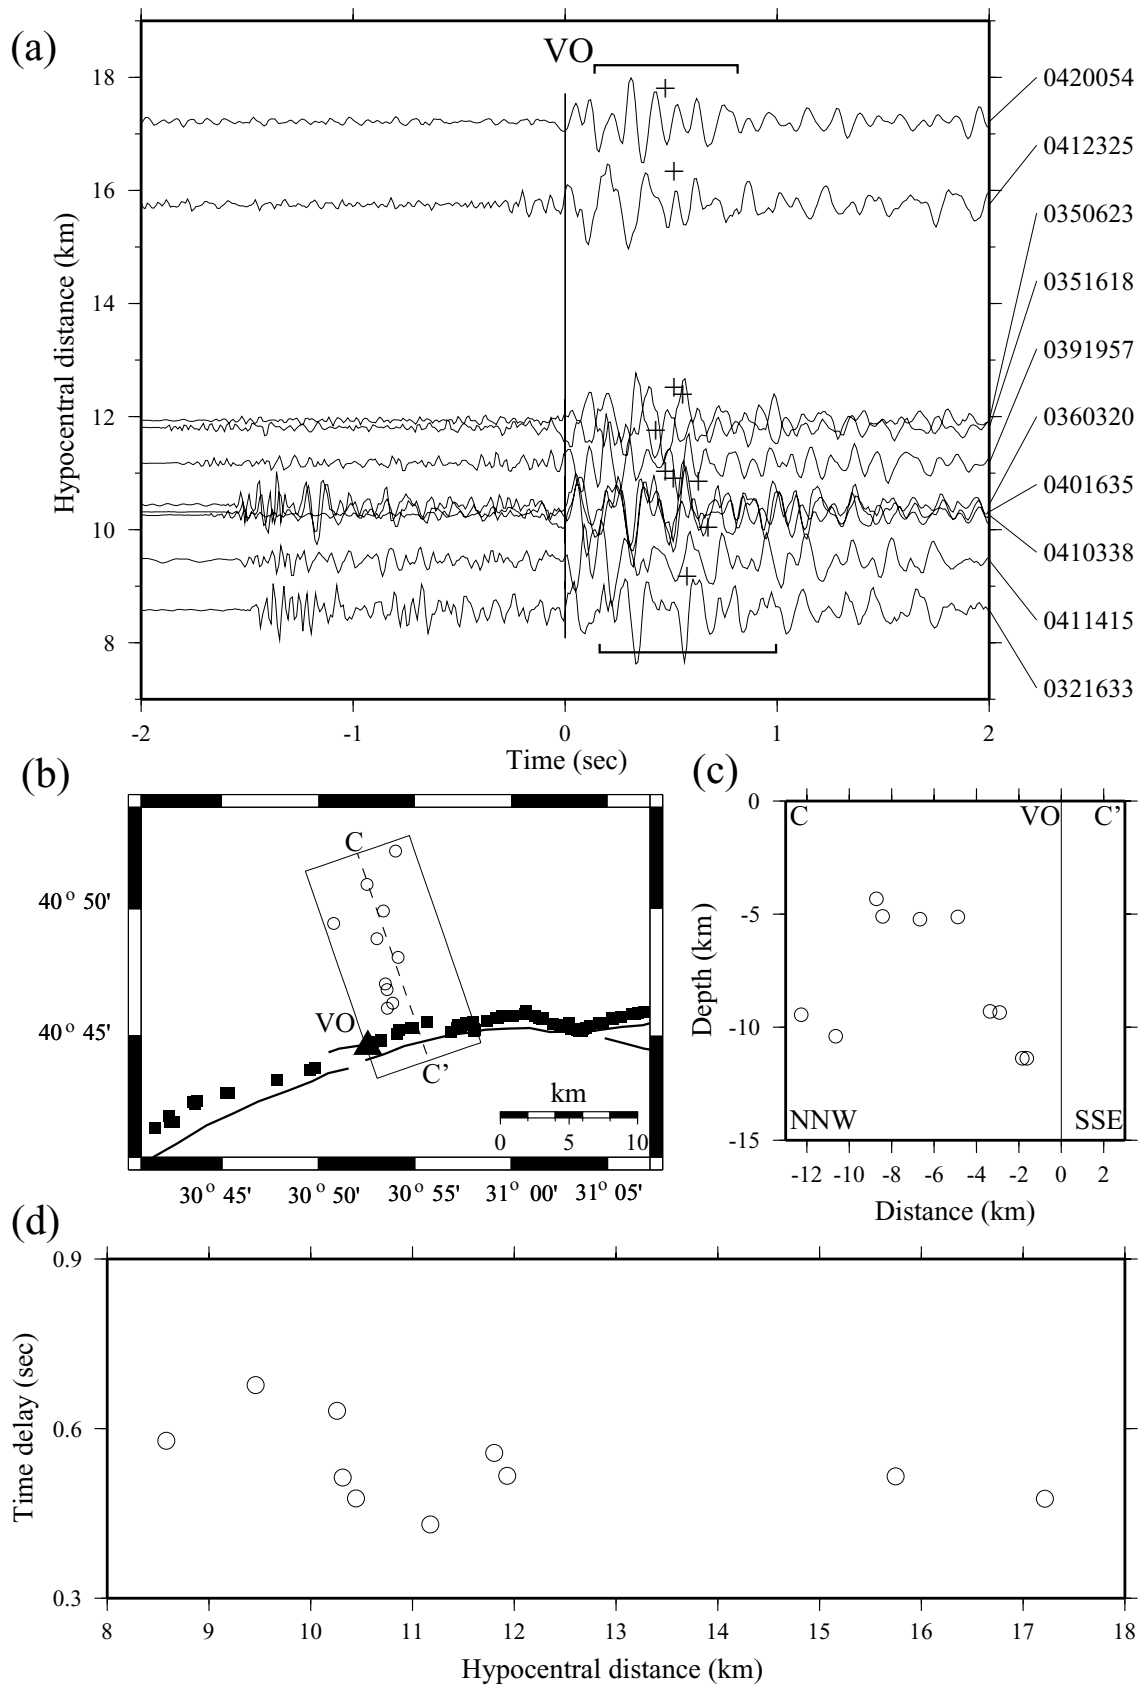 (a)
VO
18
16
14
12
10
8
Hypocentral distance (km)
0420054
0412325
0350623
0351618
0391957
0360320
0401635
0410338
0411415
0321633
-2 -1 0 1 2
Time (sec)
(b)
C
40° 50'
VO
40° 45'
C'
km
0 5 10
30° 45' 30° 50' 30° 55' 31° 00' 31° 05'
(c)
0
C VO C'
-5
Depth (km)
-10
NNW SSE
-15
-12 -10 -8 -6 -4 -2 0 2
Distance (km)
(d)
0.9
Time delay (sec)
0.6
0.3
8 9 10 11 12 13 14 15 16 17 18
Hypocentral distance (km)